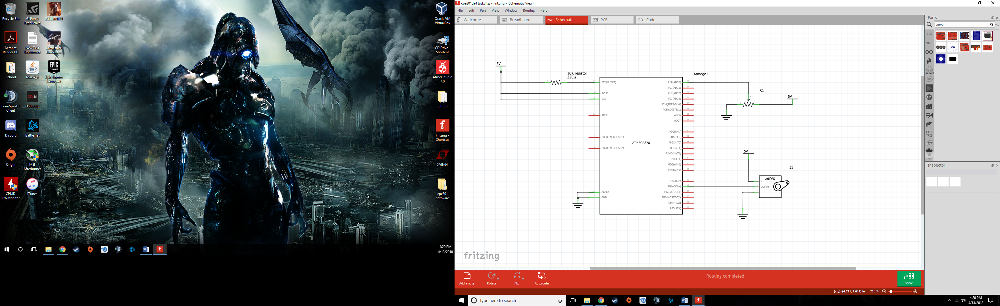 Recycle Bin
GeForce
Experience
Battlefield 1
Acrobat
Reader DC
New Text
Document
Battlestate
Games L...
School
Mars4_5
EPIC
GAMES
Epic Games
Launcher
TeamSpeak 3
Client
OSB
OSBuddy
Discord
Battle.net
Origin
MSI
Afterburner
CPUID
HWMonitor
iTunes
Oracle VM
VirtualBox
CD Drive -
Shortcut
Atmel Studio
7.0
github
Fritzing -
Shortcut
XVIIx64
cpe301
software
4:20 PM
4/13/2018
cpe301da4 task3.fzz - Fritzing - [Schematic View]
File Edit Part View Window Routing Help
Welcome
Breadboard
Schematic
PCB
Code
5V
10K resistor
220Ω
Atmega1
PC6(/RESET)
AVCC
VCC
AREF
PB6(XTAL1/TOSC1)
PB7(XTAL2/TOSC2)
AGND
GND
ATMEGA328
PC0(ADC0)
PC1(ADC1)
PC2(ADC2)
PC3(ADC3)
PC4(ADC4/SDA)
PC5(ADC5/SCL)
ADC6
ADC7
PD0(RXD)
PD1(TXD)
PD2(INT0)
PD3(INT1)
PD4(XCK/T0)
PD5(T1)
PD6(AIN0)
PD7(AIN1)
PB0(ICP)
PB1(OC1A)
PB2(SS/OC1B)
PB3(MOSI/OC2)
PB4(MISO)
PB5(SCK)
R1
5V
5V
J1
Servo
+
pulse
-
fritzing
Add a note
Rotate
Flip
Autoroute
Routing completed
Share
(x,y)=(4.781, 3.018) in 215 %
Parts
servo
CORE
MINE
seeed
intel
PA
CON
TRIB
Inspector
Type here to search
4:20 PM
4/13/2018